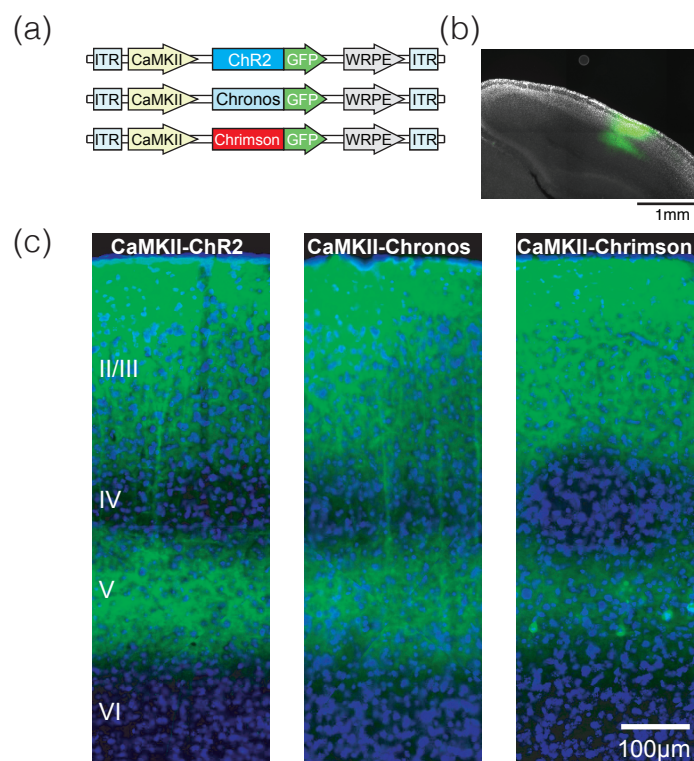 (a)
ITR CaMKII ChR2 GFP WRPE ITR
ITR CaMKII Chronos GFP WRPE ITR
ITR CaMKII Chrimson GFP WRPE ITR
(b)
1mm
(c)
CaMKII-ChR2 CaMKII-Chronos CaMKII-Chrimson
II/III
IV
V
VI
100μm